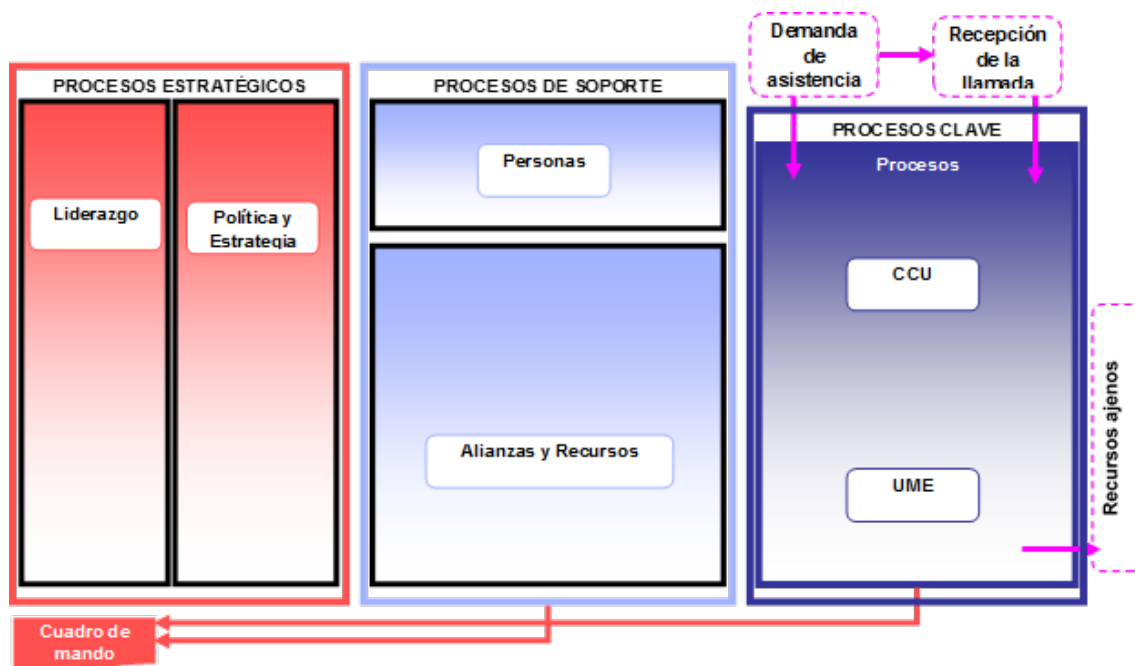 Demanda
de
asistencia
Recepción
de la
llamada
PROCESOS ESTRATÉGICOS
Liderazgo
Política y
Estrategia
PROCESOS DE SOPORTE
Personas
Alianzas y Recursos
PROCESOS CLAVE
Procesos
CCU
UME
Recursos ajenos
Cuadro de
mando